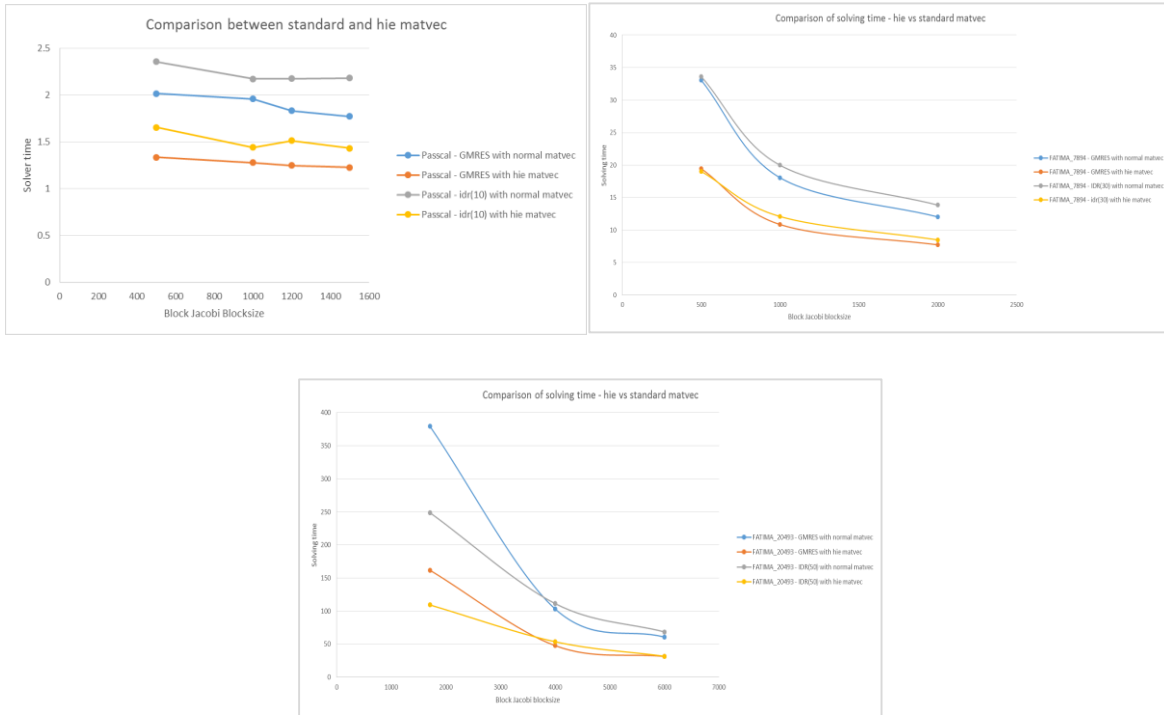 Comparison between standard and hie matvec
2.5
2
1.5
1
0.5
0
Solver time
0
200
400
600
800
1000
1200
1400
1600
Block Jacobi Blocksize
Passcal - GMRES with normal matvec
Passcal - GMRES with hie matvec
Passcal - idr(10) with normal matvec
Passcal - idr(10) with hie matvec
Comparison of solving time - hie vs standard matvec
40
35
30
25
20
15
10
5
0
Solving time
0
500
1000
1500
2000
2500
Block Jacobi blocksize
FATIMA_7894 - GMRES with normal matvec
FATIMA_7894 - GMRES with hie matvec
FATIMA_7894 - IDR(30) with normal matvec
FATIMA_7894 - idr(30) with hie matvec
Comparison of solving time - hie vs standard matvec
400
350
300
250
200
150
100
50
0
Solving time
0
1000
2000
3000
4000
5000
6000
7000
Block Jacobi blocksize
FATIMA_20493 - GMRES with normal matvec
FATIMA_20493 - GMRES with hie matvec
FATIMA_20493 - IDR(50) with normal matvec
FATIMA_20493 - IDR(50) with hie matvec